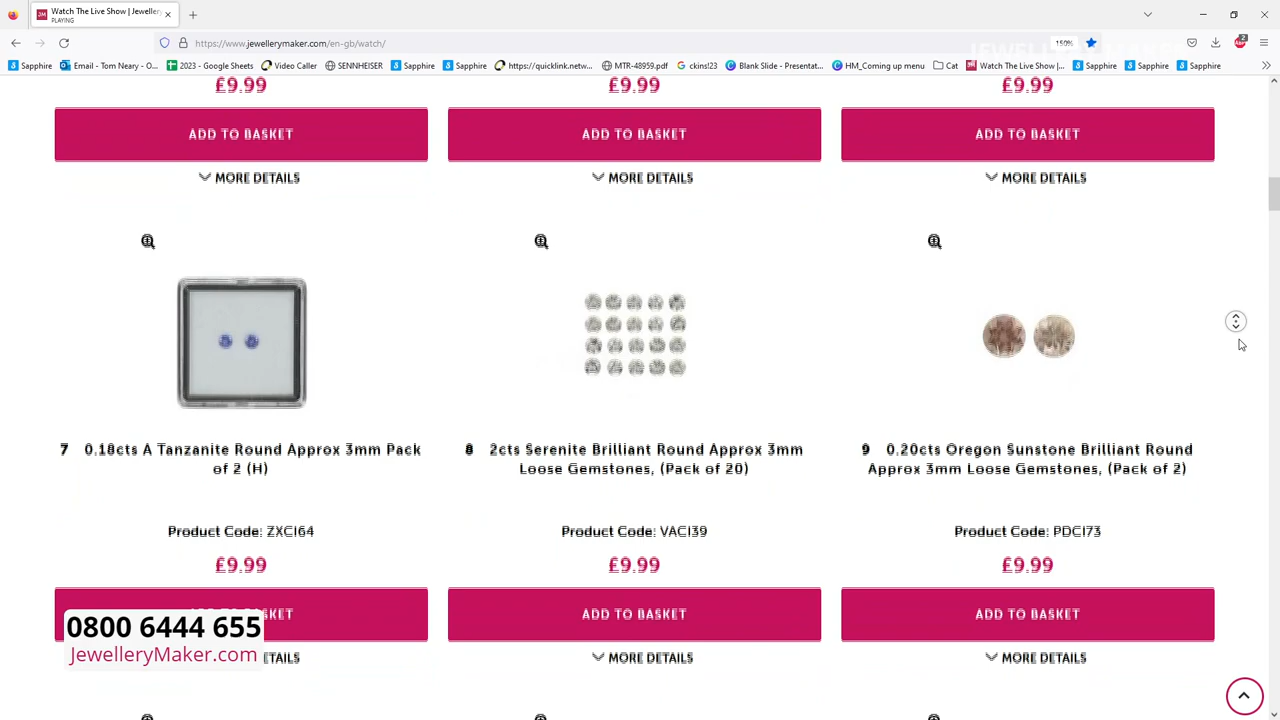 Watch The Live Show | Jewellery
PLAYING
https://www.jewellerymaker.com/en-gb/watch/
150%
Sapphire
Email - Tom Neary - O...
2023 - Google Sheets
Video Caller
SENNHEISER
Sapphire
Sapphire
https://quicklink.netw...
MTR-48959.pdf
ckins!23
Blank Slide - Presentat...
HM_Coming up menu
Cat
Watch The Live Show |...
Sapphire
Sapphire
Sapphire
£9.99
£9.99
£9.99
ADD TO BASKET
ADD TO BASKET
ADD TO BASKET
MORE DETAILS
MORE DETAILS
MORE DETAILS
7 0.18cts A Tanzanite Round Approx 3mm Pack
of 2 (H)
8 2cts Serenite Brilliant Round Approx 3mm
Loose Gemstones, (Pack of 20)
9 0.20cts Oregon Sunstone Brilliant Round
Approx 3mm Loose Gemstones, (Pack of 2)
Product Code: ZXCI64
Product Code: VACI39
Product Code: PDCI73
£9.99
£9.99
£9.99
ADD TO BASKET
ADD TO BASKET
MORE DETAILS
MORE DETAILS
0800 6444 655
JewelleryMaker.com